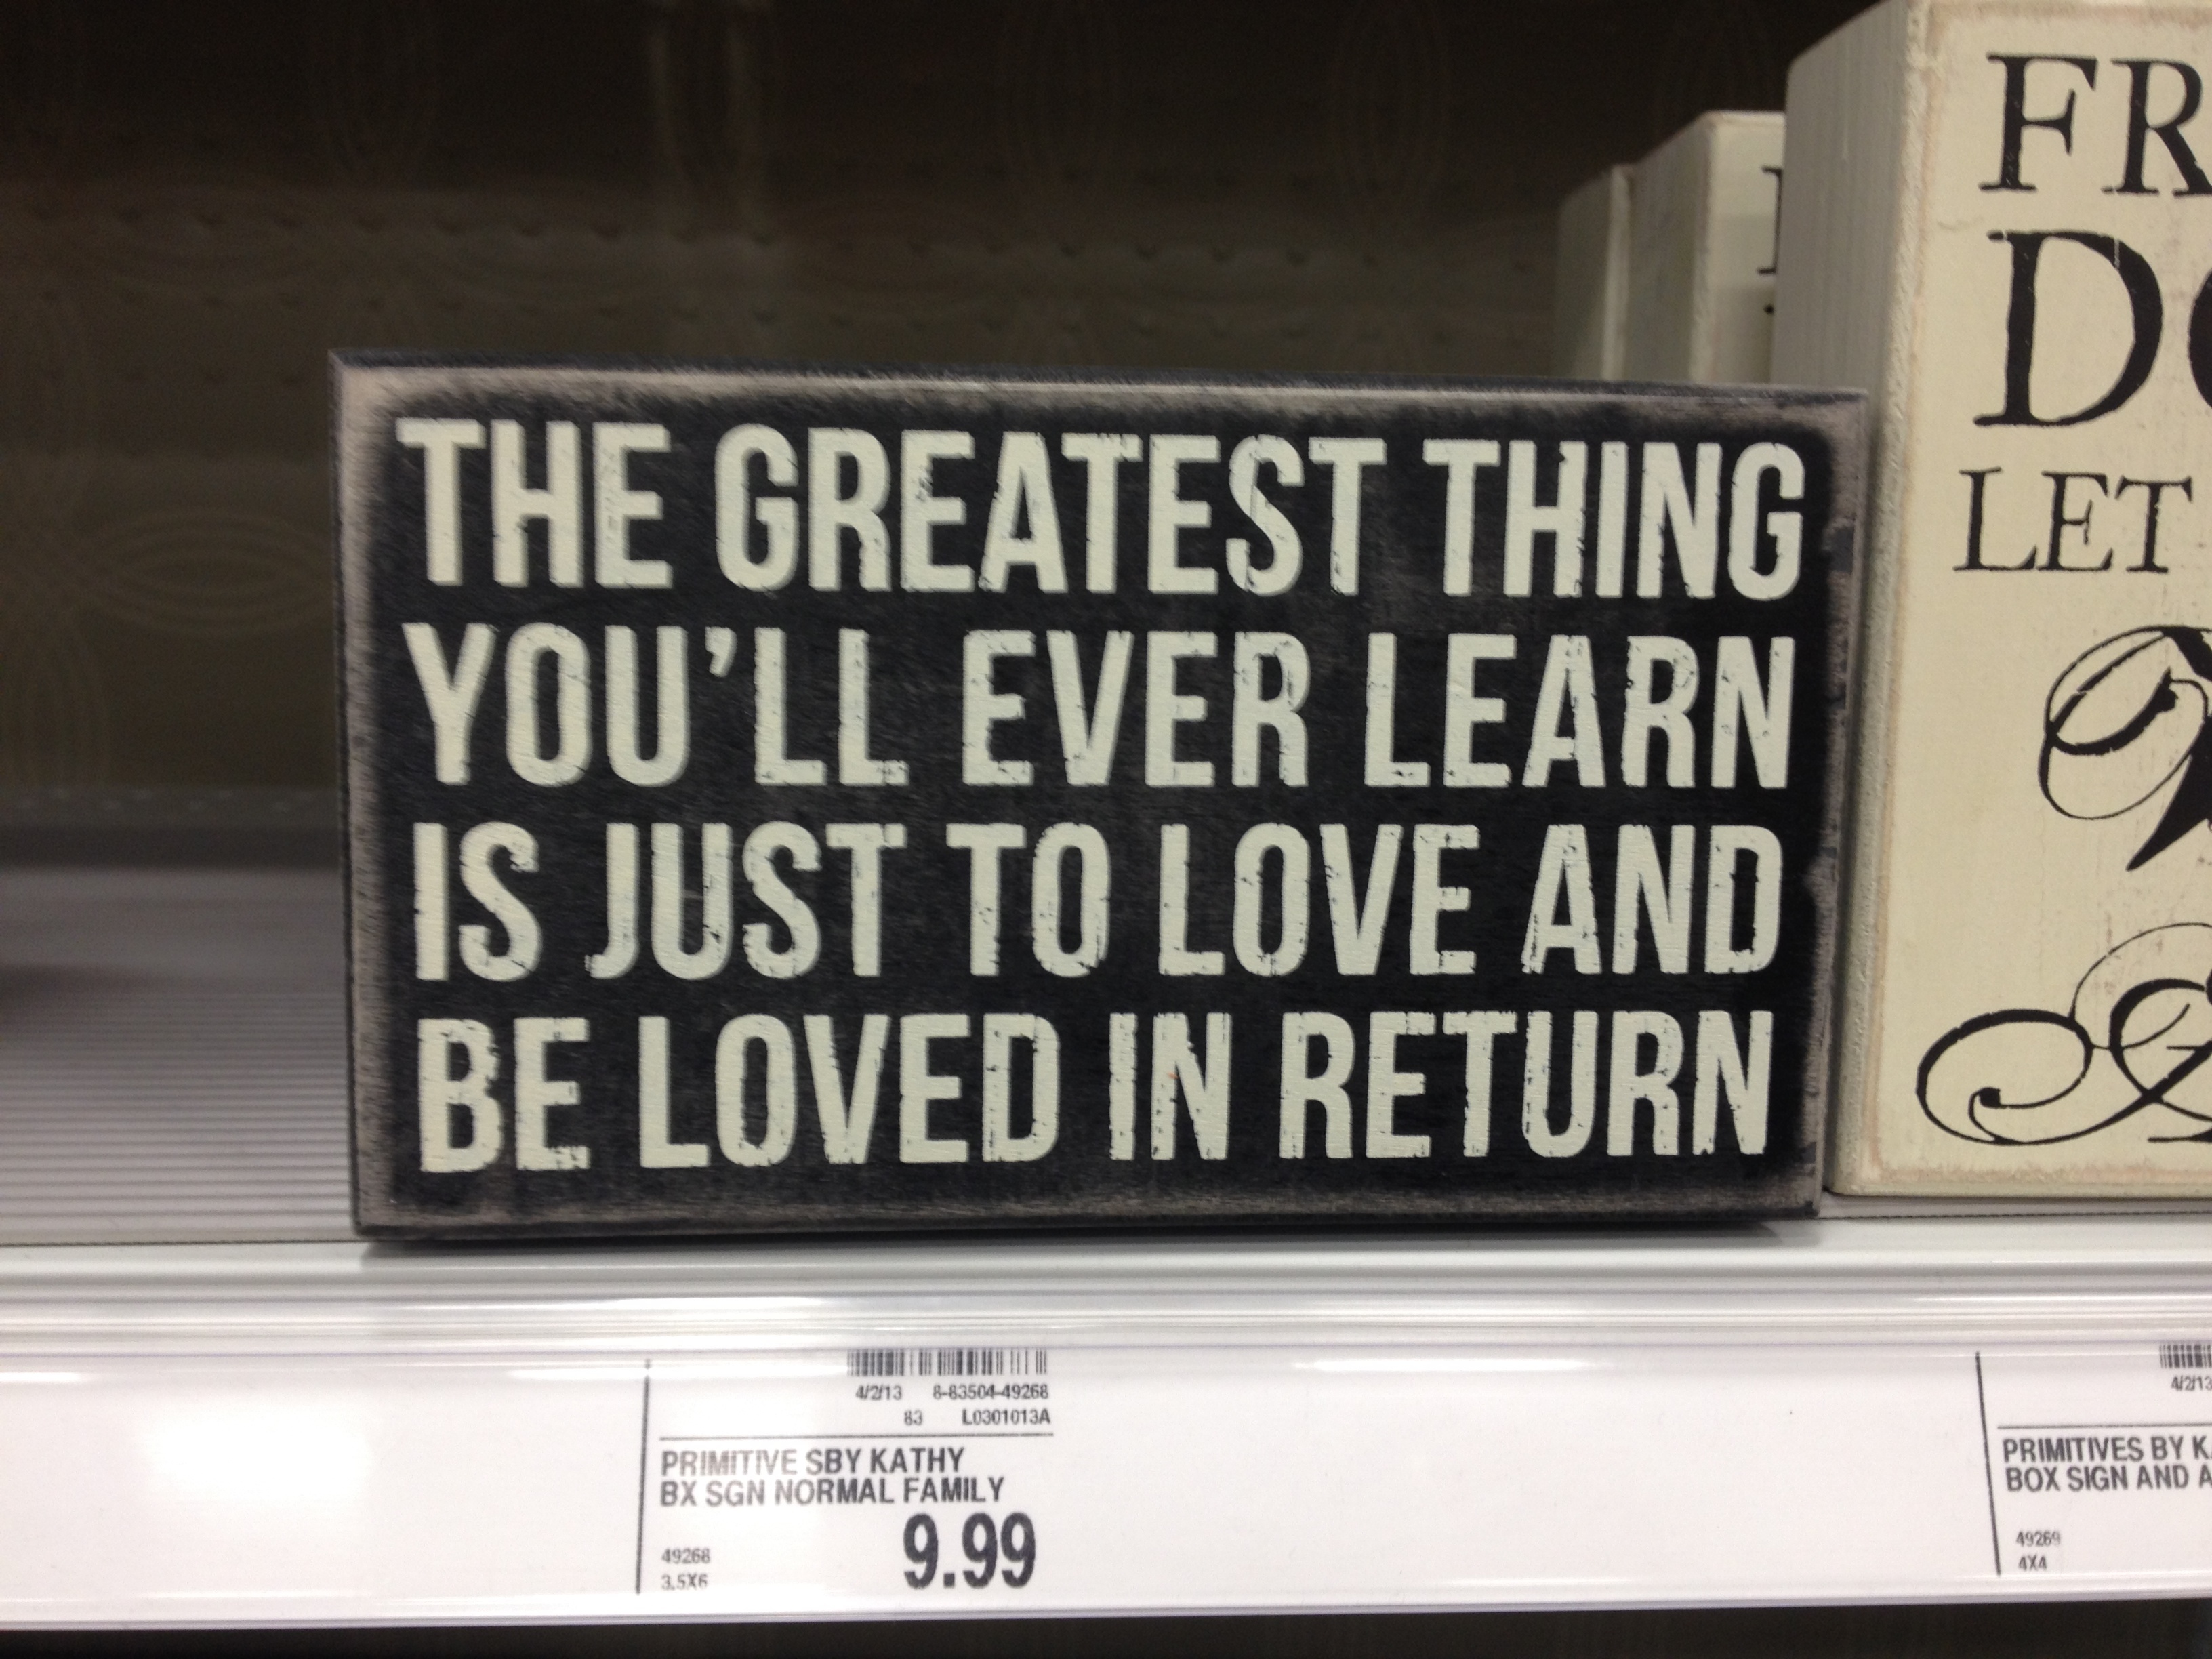 THE GREATEST THING
YOU'LL EVER LEARN
IS JUST TO LOVE AND
BE LOVED IN RETURN
FR
DO
LET
4/2/13 8-83504-49268
83 L0301013A
PRIMITIVE SBY KATHY
BX SGN NORMAL FAMILY
9.99
49268
3.5X6
4/2/13
PRIMITIVES BY K
BOX SIGN AND A
49269
4X4